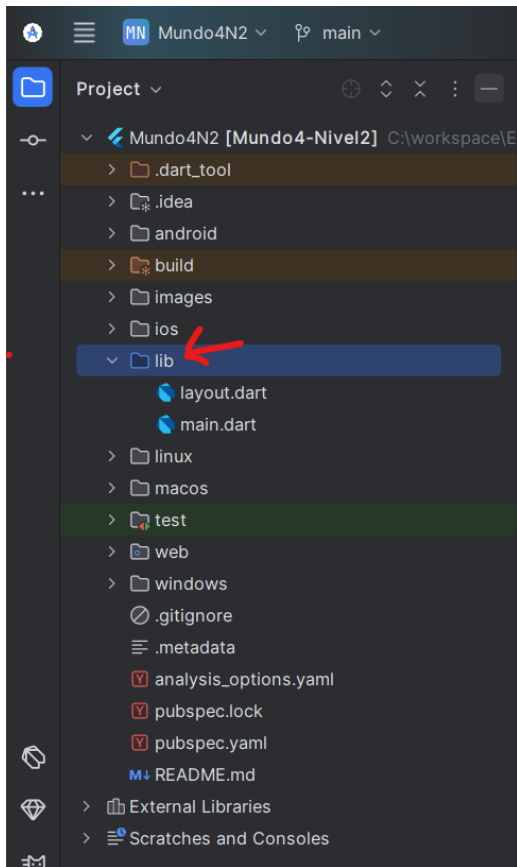 MN Mundo4N2 main
Project
Mundo4N2 [Mundo4-Nivel2] C:\workspace\E
.dart_tool
.idea
android
build
images
ios
lib
layout.dart
main.dart
linux
macos
test
web
windows
.gitignore
.metadata
Y analysis_options.yaml
Y pubspec.lock
Y pubspec.yaml
M↓ README.md
External Libraries
Scratches and Consoles